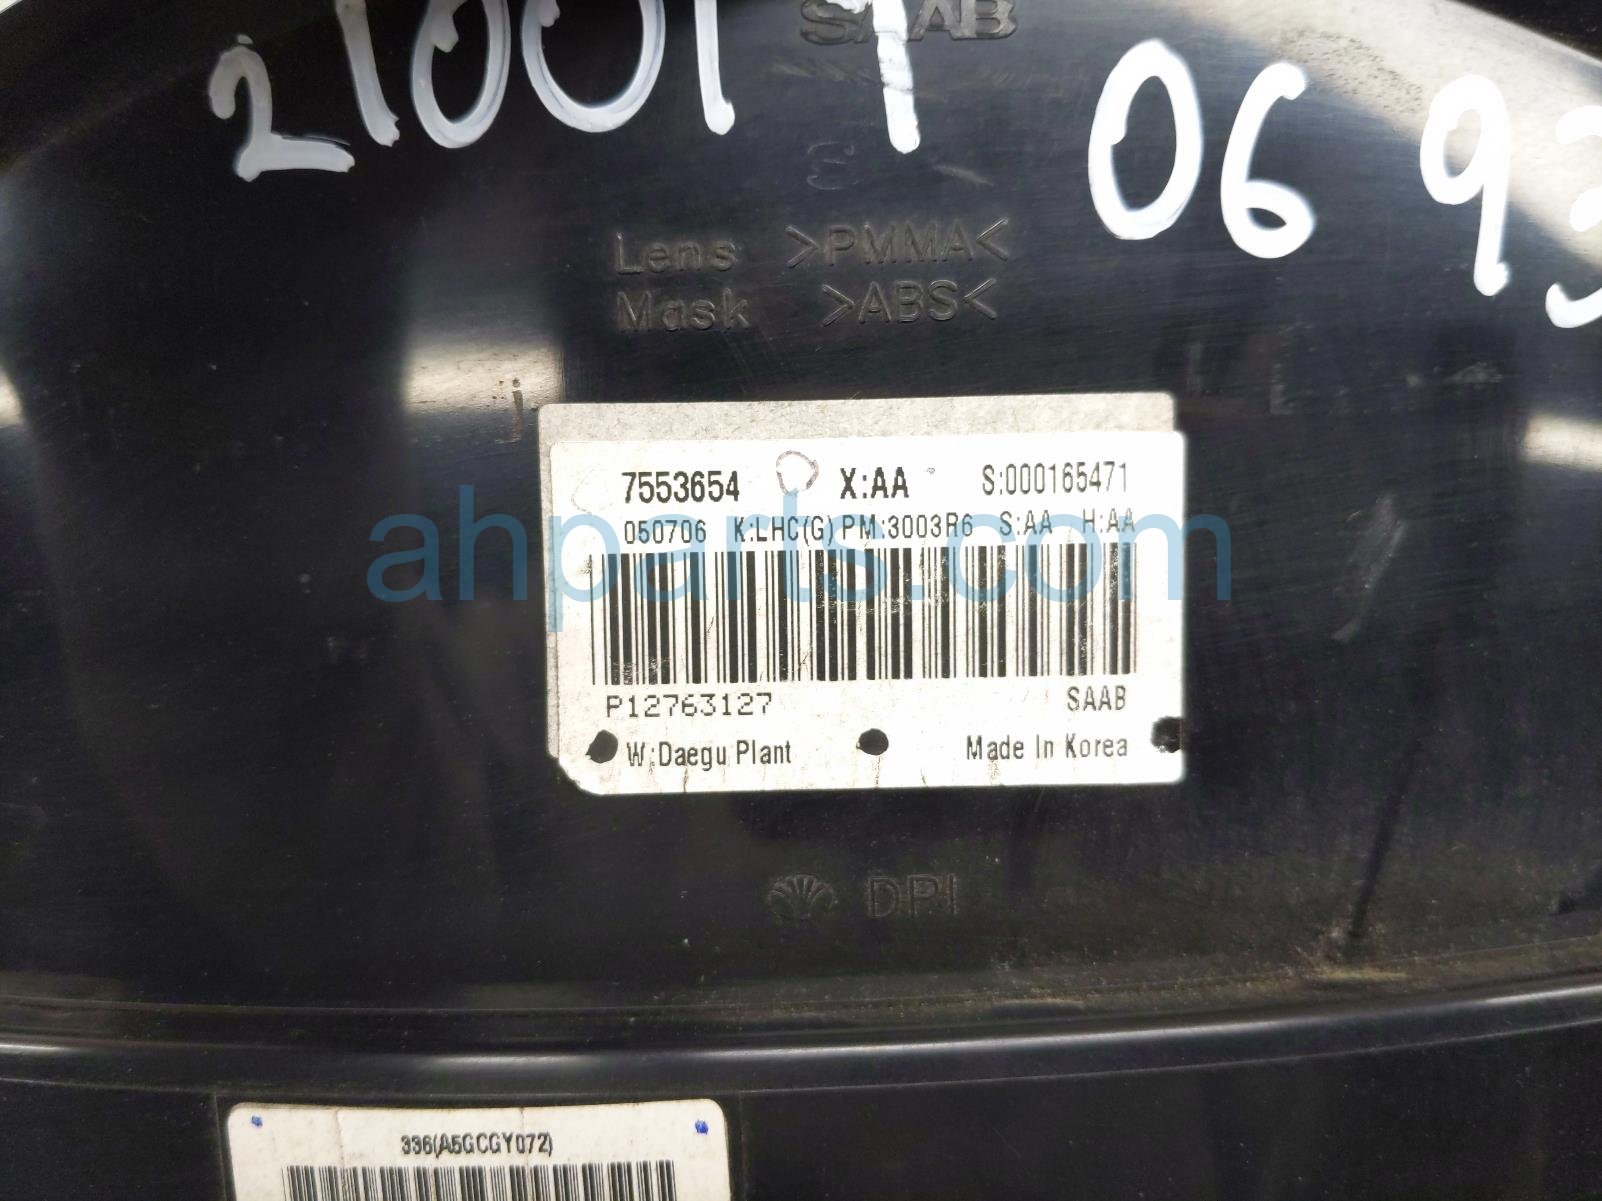 SAAB
06 93
Lens >PMMA<
Mask >ABS<
7553654 X:AA S:000165471
050706 K:LHC(G) PM:3003R6 S:AA H:AA
ahparts.com
P12763127 SAAB
W:Daegu Plant Made In Korea
DPI
336(A5GCGY072)